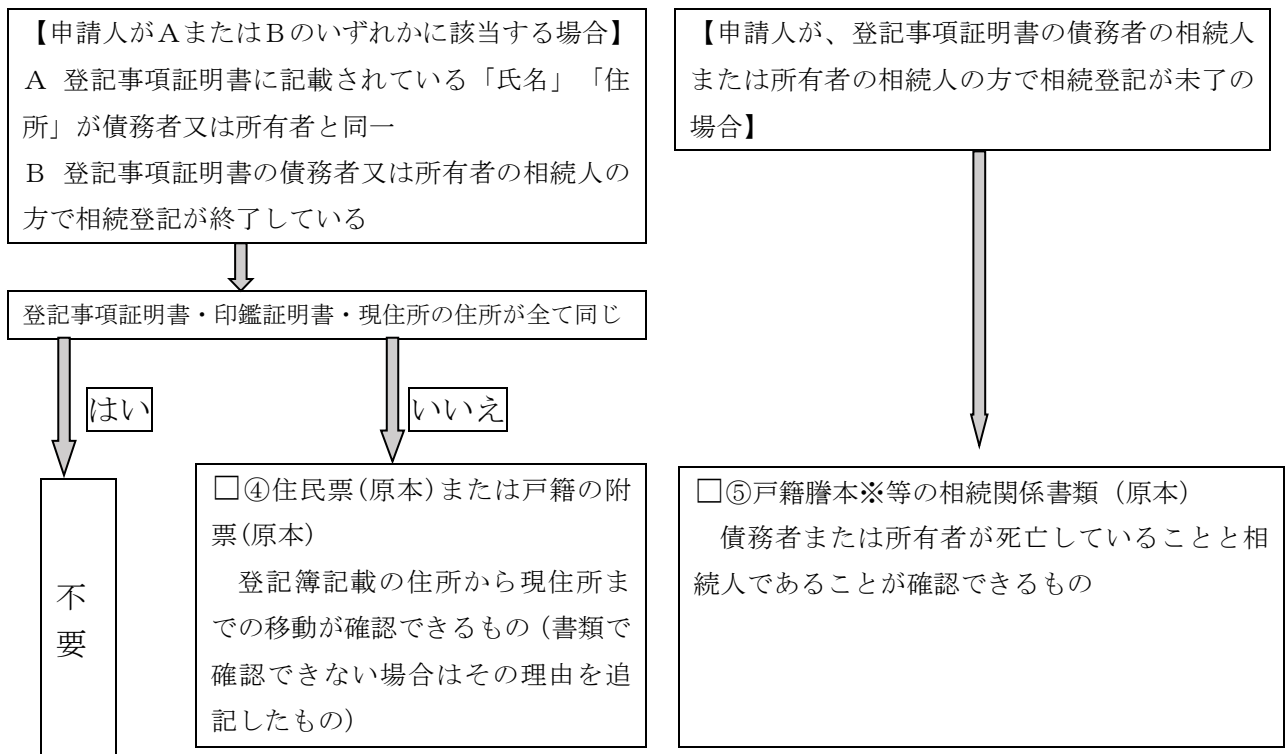 【申請人がAまたはBのいずれかに該当する場合】
A 登記事項証明書に記載されている「氏名」「住
所」が債務者又は所有者と同一
B 登記事項証明書の債務者又は所有者の相続人の
方で相続登記が終了している
【申請人が、登記事項証明書の債務者の相続人
または所有者の相続人の方で相続登記が未了の
場合】
登記事項証明書・印鑑証明書・現住所の住所が全て同じ
はい
いいえ
不
要
□④住民票(原本)または戸籍の附
票(原本)
登記簿記載の住所から現住所ま
での移動が確認できるもの（書類で
確認できない場合はその理由を追
記したもの）
□⑤戸籍謄本※等の相続関係書類（原本）
債務者または所有者が死亡していることと相
続人であることが確認できるもの